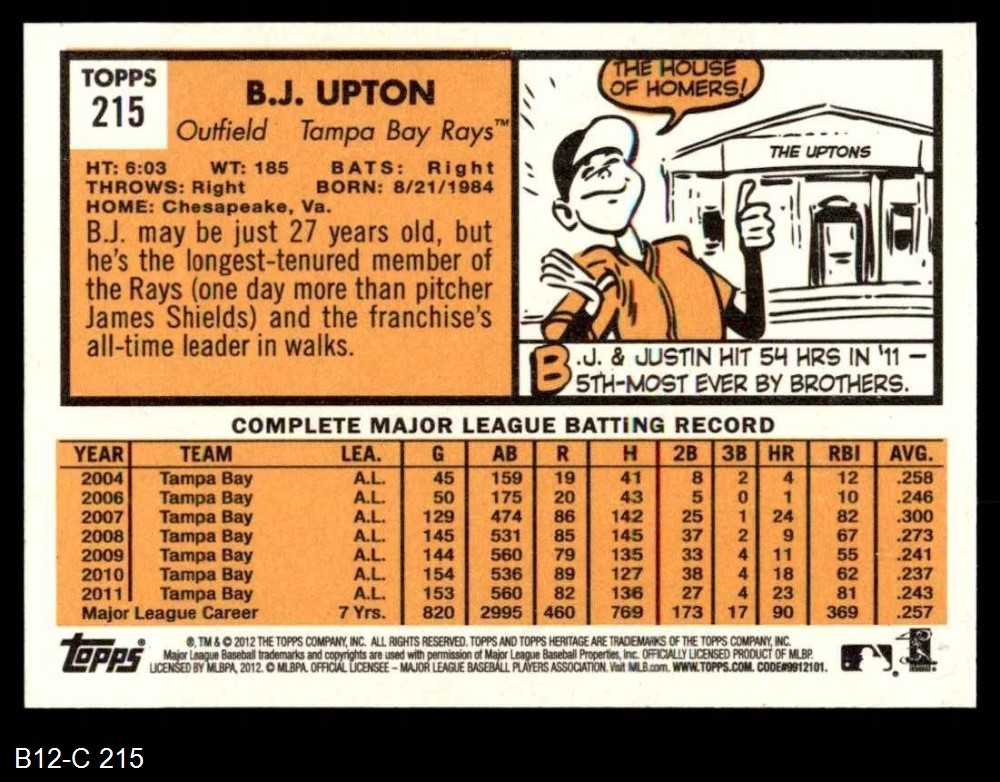 TOPPS
215
B.J. UPTON
Outfield Tampa Bay Rays™
HT: 6:03 WT: 185 BATS: Right
THROWS: Right BORN: 8/21/1984
HOME: Chesapeake, Va.
B.J. may be just 27 years old, but
he's the longest-tenured member of
the Rays (one day more than pitcher
James Shields) and the franchise's
all-time leader in walks.
THE HOUSE
OF HOMERS!
THE UPTONS
B.J. & JUSTIN HIT 54 HRS IN '11 –
5TH-MOST EVER BY BROTHERS.
COMPLETE MAJOR LEAGUE BATTING RECORD
YEAR TEAM LEA. G AB R H 2B 3B HR RBI AVG.
2004 Tampa Bay A.L. 45 159 19 41 8 2 4 12 .258
2006 Tampa Bay A.L. 50 175 20 43 5 0 1 10 .246
2007 Tampa Bay A.L. 129 474 86 142 25 1 24 82 .300
2008 Tampa Bay A.L. 145 531 85 145 37 2 9 67 .273
2009 Tampa Bay A.L. 144 560 79 135 33 4 11 55 .241
2010 Tampa Bay A.L. 154 536 89 127 38 4 18 62 .237
2011 Tampa Bay A.L. 153 560 82 136 27 4 23 81 .243
Major League Career 7 Yrs. 820 2995 460 769 173 17 90 369 .257
Topps®
®, TM & © 2012 THE TOPPS COMPANY, INC. ALL RIGHTS RESERVED. TOPPS AND TOPPS HERITAGE ARE TRADEMARKS OF THE TOPPS COMPANY, INC.
Major League Baseball trademarks and copyrights are used with permission of Major League Baseball Properties, Inc. OFFICIALLY LICENSED PRODUCT OF MLBP.
LICENSED BY MLBPA, 2012. © MLBPA. OFFICIAL LICENSEE – MAJOR LEAGUE BASEBALL PLAYERS ASSOCIATION. Visit MLB.com. WWW.TOPPS.COM. CODE#9912101.
B12-C 215